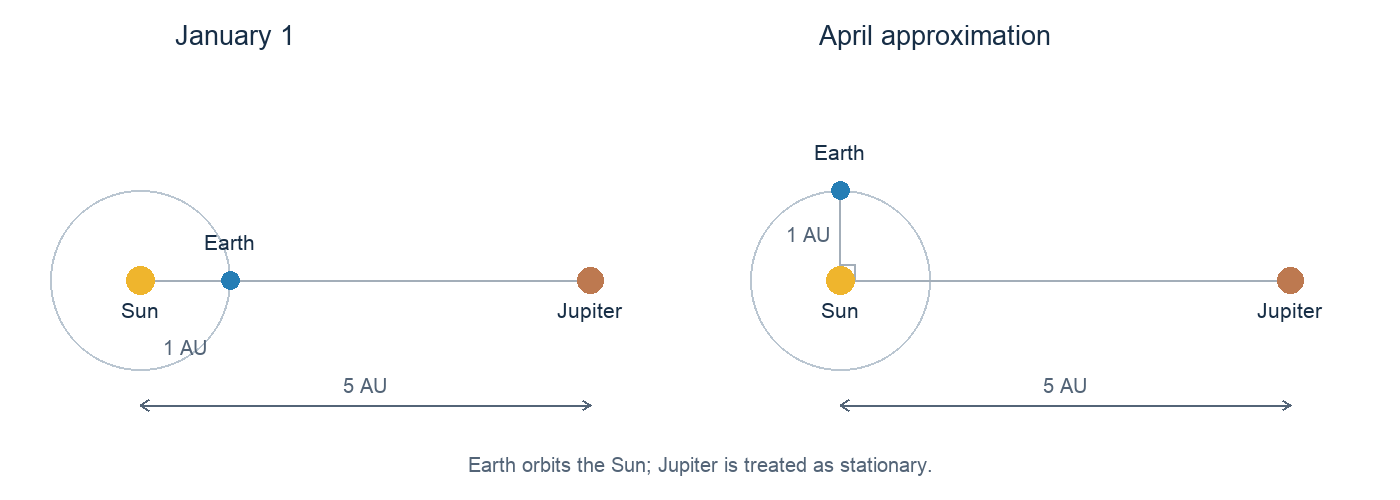 January 1
Earth
Sun
Jupiter
1 AU
5 AU
April approximation
Earth
1 AU
Sun
Jupiter
5 AU
Earth orbits the Sun; Jupiter is treated as stationary.